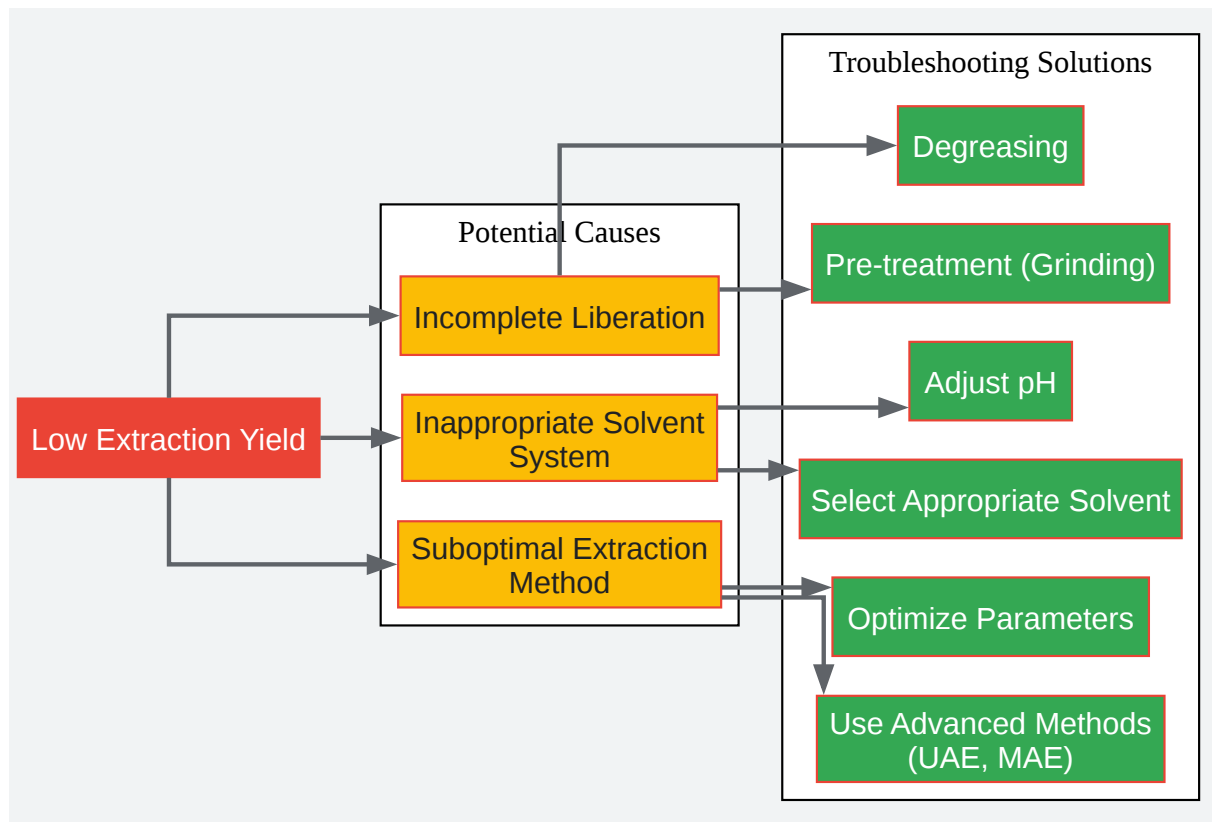 Low Extraction Yield
Potential Causes
Incomplete Liberation
Inappropriate Solvent
System
Suboptimal Extraction
Method
Troubleshooting Solutions
Degreasing
Pre-treatment (Grinding)
Adjust pH
Select Appropriate Solvent
Optimize Parameters
Use Advanced Methods
(UAE, MAE)